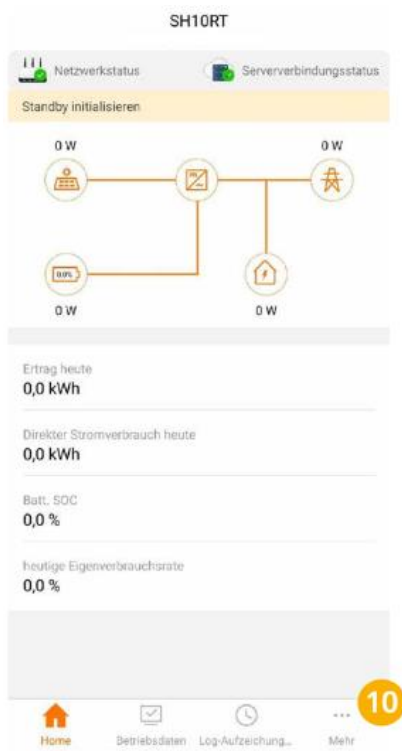 SH10RT
Netzwerkstatus
Serververbindungsstatus
Standby initialisieren
0 W
0 W
0,0%
0 W
0 W
Ertrag heute
0,0 kWh
Direkter Stromverbrauch heute
0,0 kWh
Batt. SOC
0,0 %
heutige Eigenverbrauchsrate
0,0 %
10
Home
Betriebsdaten
Log-Aufzeichung...
Mehr